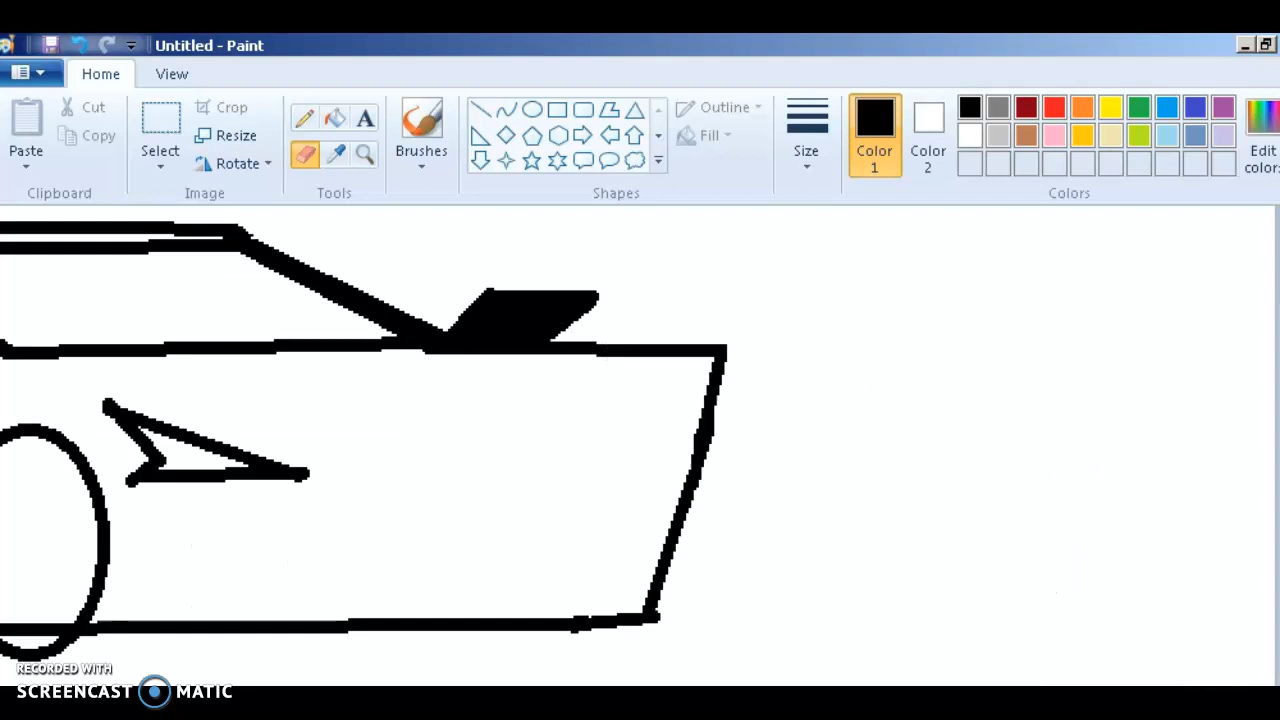 Untitled - Paint
Home View
Cut
Copy
Paste
Clipboard
Crop
Resize
Rotate
Select
Image
A
Tools
Brushes
Outline
Fill
Shapes
Size
Color 1
Color 2
Edit
color
Colors
RECORDED WITH
SCREENCAST MATIC